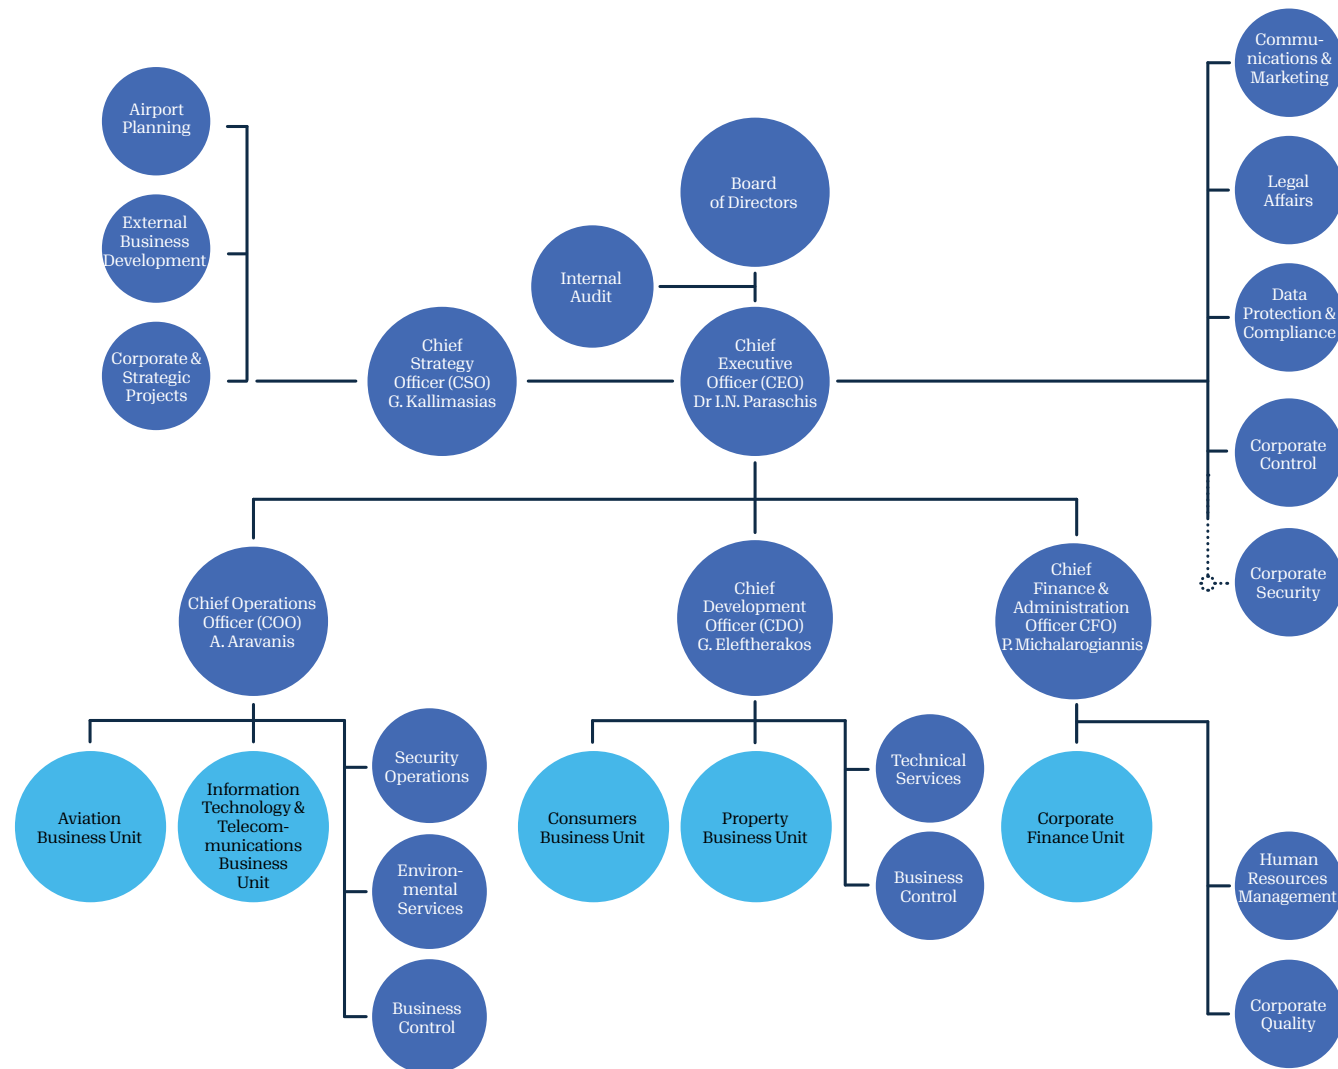 Commu-
nications &
Marketing
Airport
Planning
Board
of Directors
Legal
Affairs
External
Business
Development
Internal
Audit
Data
Protection &
Compliance
Corporate &
Strategic
Projects
Chief
Strategy
Officer (CSO)
G. Kallimasias
Chief
Executive
Officer (CEO)
Dr I.N. Paraschis
Corporate
Control
Corporate
Security
Chief Operations
Officer (COO)
A. Aravanis
Chief
Development
Officer (CDO)
G. Eleftherakos
Chief
Finance &
Administration
Officer CFO)
P. Michalarogiannis
Security
Operations
Technical
Services
Aviation
Business Unit
Information
Technology &
Telecom-
munications
Business
Unit
Consumers
Business Unit
Property
Business Unit
Corporate
Finance Unit
Environ-
mental
Services
Business
Control
Human
Resources
Management
Business
Control
Corporate
Quality